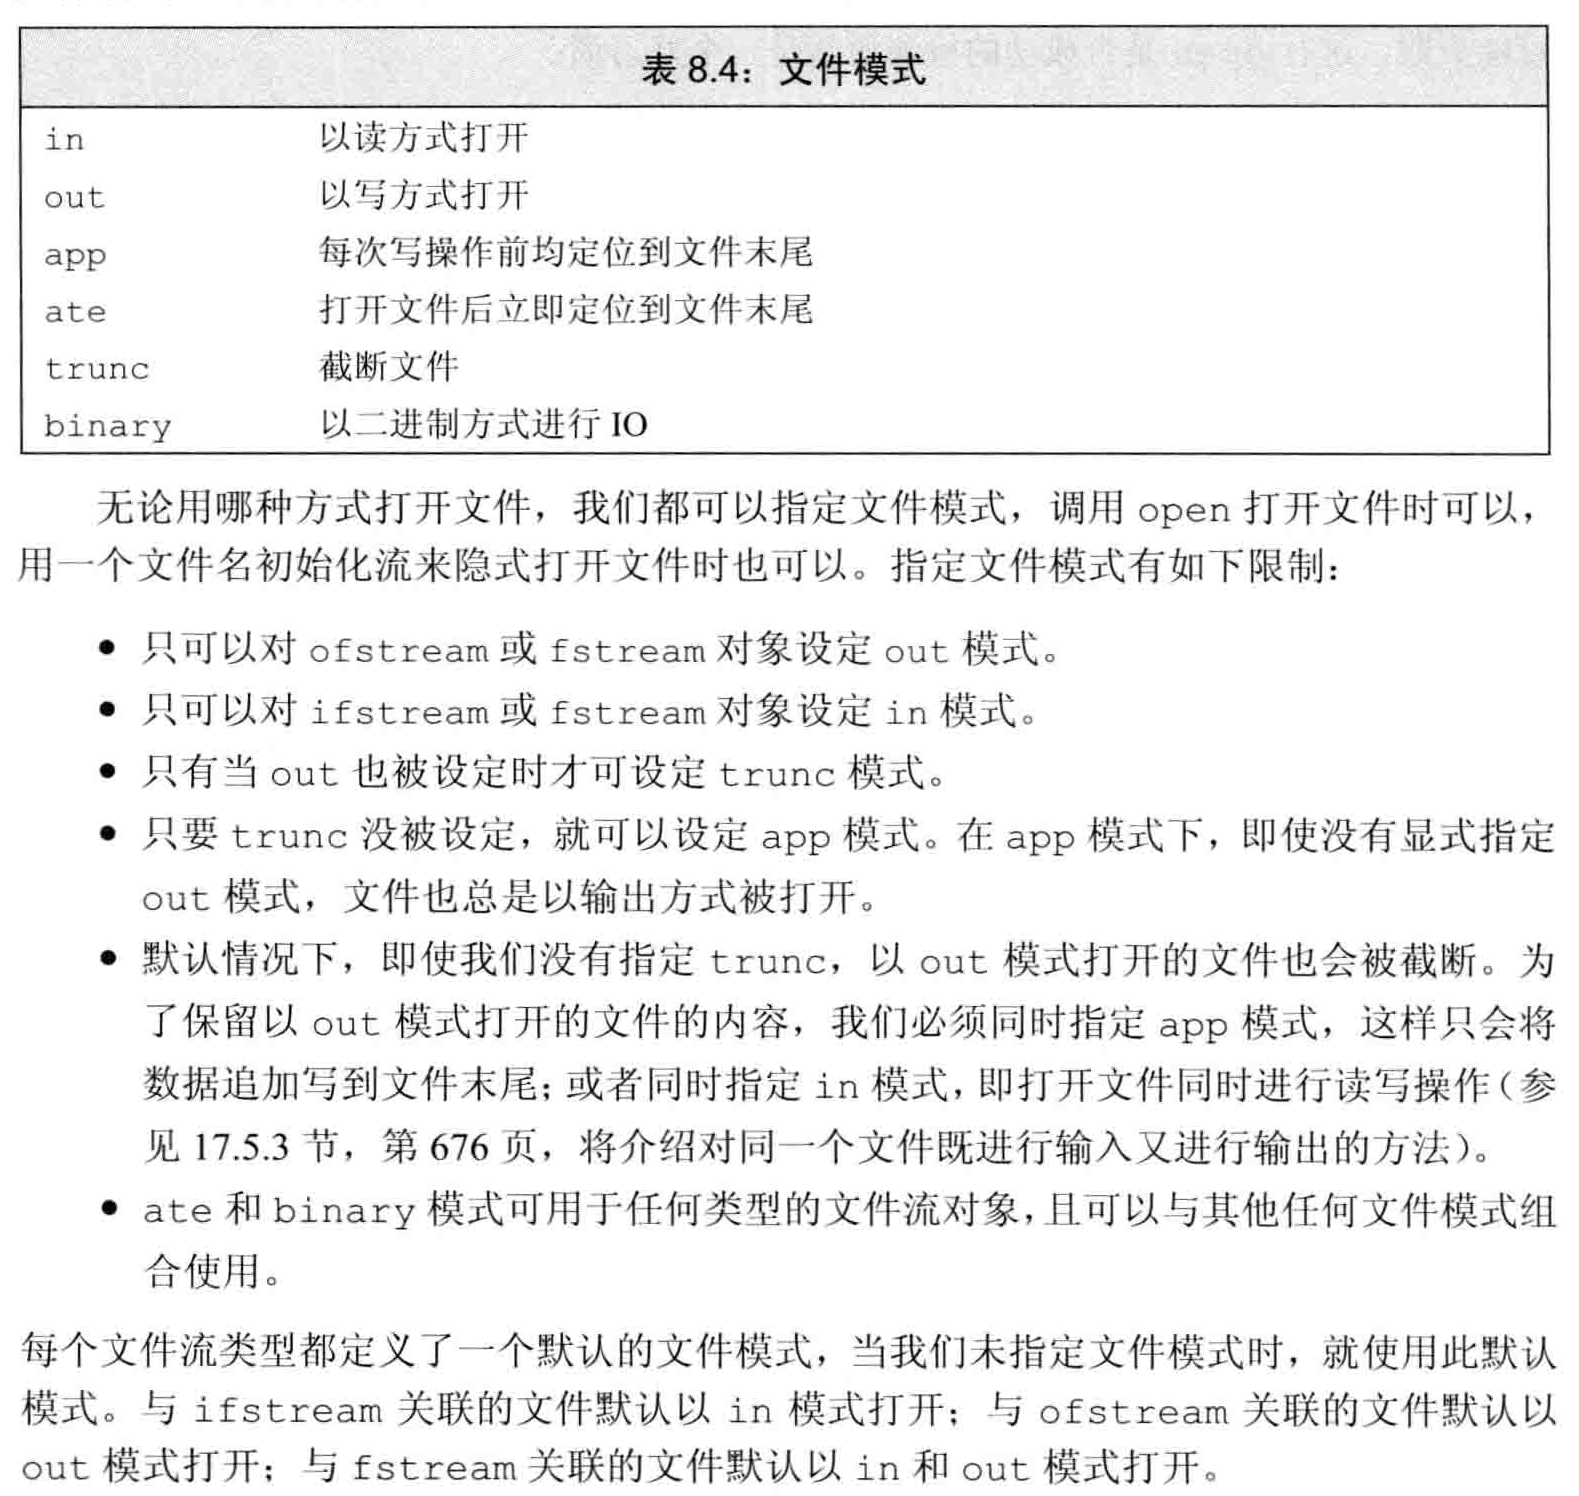 表 8.4：文件模式
in 以读方式打开
out 以写方式打开
app 每次写操作前均定位到文件末尾
ate 打开文件后立即定位到文件末尾
trunc 截断文件
binary 以二进制方式进行 IO
无论用哪种方式打开文件，我们都可以指定文件模式，调用 open 打开文件时可以，
用一个文件名初始化流来隐式打开文件时也可以。指定文件模式有如下限制：
● 只可以对 ofstream 或 fstream 对象设定 out 模式。
● 只可以对 ifstream 或 fstream 对象设定 in 模式。
● 只有当 out 也被设定时才可设定 trunc 模式。
● 只要 trunc 没被设定，就可以设定 app 模式。在 app 模式下，即使没有显式指定
out 模式，文件也总是以输出方式被打开。
● 默认情况下，即使我们没有指定 trunc，以 out 模式打开的文件也会被截断。为
了保留以 out 模式打开的文件的内容，我们必须同时指定 app 模式，这样只会将
数据追加写到文件末尾；或者同时指定 in 模式，即打开文件同时进行读写操作（参
见 17.5.3 节，第 676 页，将介绍对同一个文件既进行输入又进行输出的方法）。
● ate 和 binary 模式可用于任何类型的文件流对象，且可以与其他任何文件模式组
合使用。
每个文件流类型都定义了一个默认的文件模式，当我们未指定文件模式时，就使用此默认
模式。与 ifstream 关联的文件默认以 in 模式打开；与 ofstream 关联的文件默认以
out 模式打开；与 fstream 关联的文件默认以 in 和 out 模式打开。